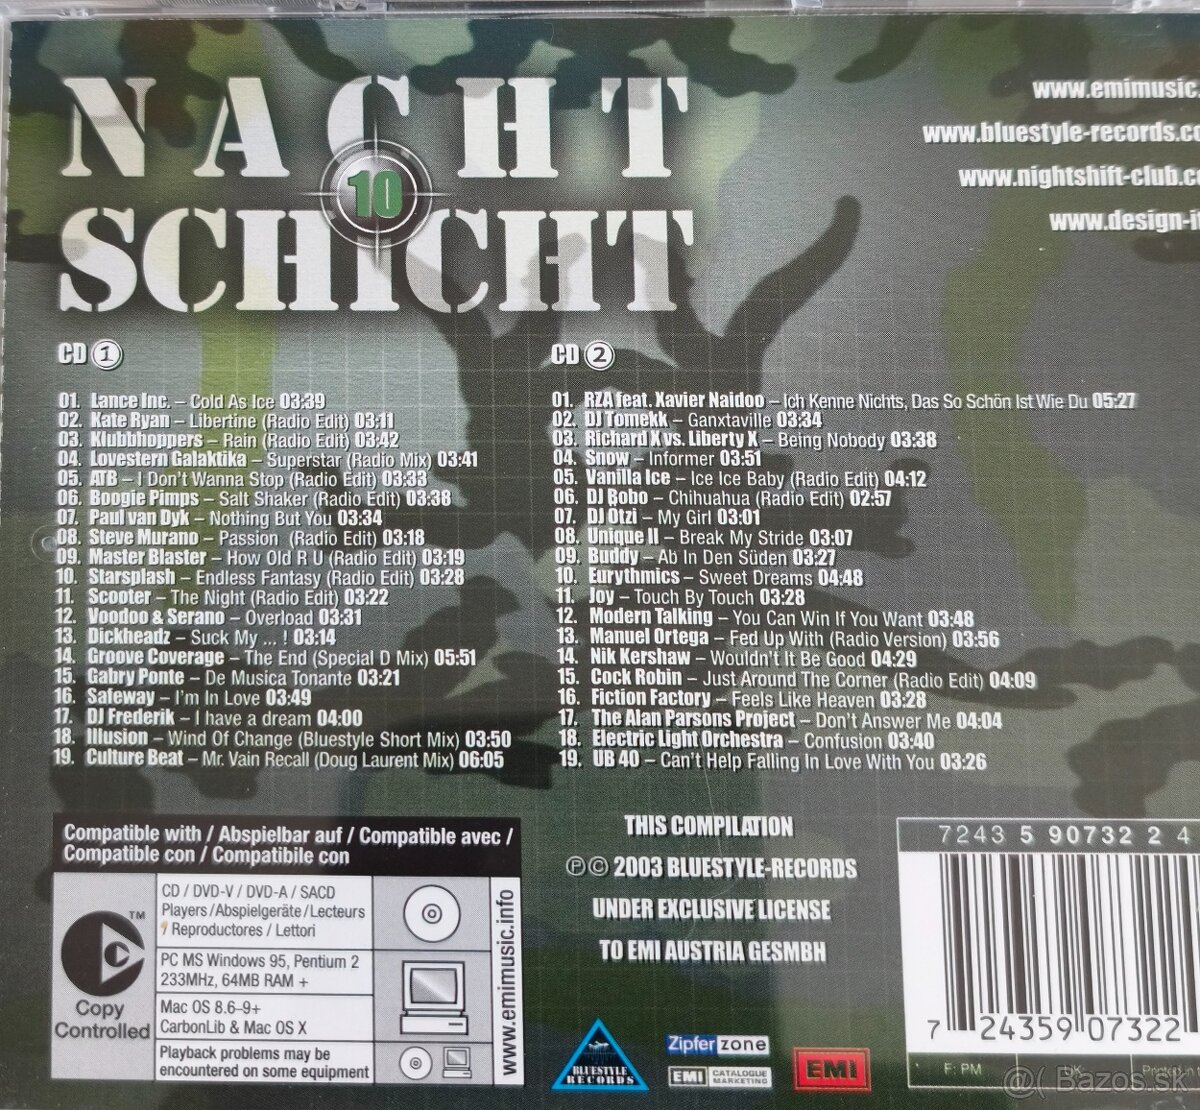 NACHT
10
SCHICHT
www.emimusic.
www.bluestyle-records.co
www.nightshift-club.co
www.design-i
CD 1
01. Lance Inc. – Cold As Ice 03:39
02. Kate Ryan – Libertine (Radio Edit) 03:11
03. Klubbhoppers – Rain (Radio Edit) 03:42
04. Lovestern Galaktika – Superstar (Radio Mix) 03:41
05. ATB – I Don't Wanna Stop (Radio Edit) 03:33
06. Boogie Pimps – Salt Shaker (Radio Edit) 03:38
07. Paul van Dyk – Nothing But You 03:34
08. Steve Murano – Passion (Radio Edit) 03:18
09. Master Blaster – How Old R U (Radio Edit) 03:19
10. Starsplash – Endless Fantasy (Radio Edit) 03:28
11. Scooter – The Night (Radio Edit) 03:22
12. Voodoo & Serano – Overload 03:31
13. Dickheadz – Suck My ... ! 03:14
14. Groove Coverage – The End (Special D Mix) 05:51
15. Gabry Ponte – De Musica Tonante 03:21
16. Safeway – I'm In Love 03:49
17. DJ Frederik – I have a dream 04:00
18. Illusion – Wind Of Change (Bluestyle Short Mix) 03:50
19. Culture Beat – Mr. Vain Recall (Doug Laurent Mix) 06:05
CD 2
01. RZA feat. Xavier Naidoo – Ich Kenne Nichts, Das So Schön Ist Wie Du 05:27
02. DJ Tomekk – Ganxtaville 03:34
03. Richard X vs. Liberty X – Being Nobody 03:38
04. Snow – Informer 03:51
05. Vanilla Ice – Ice Ice Baby (Radio Edit) 04:12
06. DJ Bobo – Chihuahua (Radio Edit) 02:57
07. DJ Otzi – My Girl 03:01
08. Unique II – Break My Stride 03:07
09. Buddy – Ab In Den Süden 03:27
10. Eurythmics – Sweet Dreams 04:48
11. Joy – Touch By Touch 03:28
12. Modern Talking – You Can Win If You Want 03:48
13. Manuel Ortega – Fed Up With (Radio Version) 03:56
14. Nik Kershaw – Wouldn't It Be Good 04:29
15. Cock Robin – Just Around The Corner (Radio Edit) 04:09
16. Fiction Factory – Feels Like Heaven 03:28
17. The Alan Parsons Project – Don't Answer Me 04:04
18. Electric Light Orchestra – Confusion 03:40
19. UB 40 – Can't Help Falling In Love With You 03:26
Compatible with / Abspielbar auf / Compatible avec /
Compatible con / Compatibile con
TM
Copy
Controlled
CD / DVD-V / DVD-A / SACD
Players / Abspielgeräte / Lecteurs
Reproductores / Lettori
PC MS Windows 95, Pentium 2
233MHz, 64MB RAM +
Mac OS 8.6–9+
CarbonLib & Mac OS X
Playback problems may be
encountered on some equipment
www.emimusic.info
THIS COMPILATION
℗ © 2003 BLUESTYLE-RECORDS
UNDER EXCLUSIVE LICENSE
TO EMI AUSTRIA GESMBH
BLUESTYLE
RECORDS
Zipfer zone
EMI CATALOGUE
MARKETING
EMI
7243 5 90732 2 4
7 24359 07322
F: PM
UK
Printed in t
@( Bazos.sk